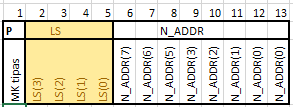 1 2 3 4 5 6 7 8 9 10 11 12 13
P LS N_ADDR
MK tipas LS(3) LS(2) LS(1) LS(0) N_ADDR(7) N_ADDR(6) N_ADDR(5) N_ADDR(3) N_ADDR(2) N_ADDR(1) N_ADDR(0) N_ADDR(0)